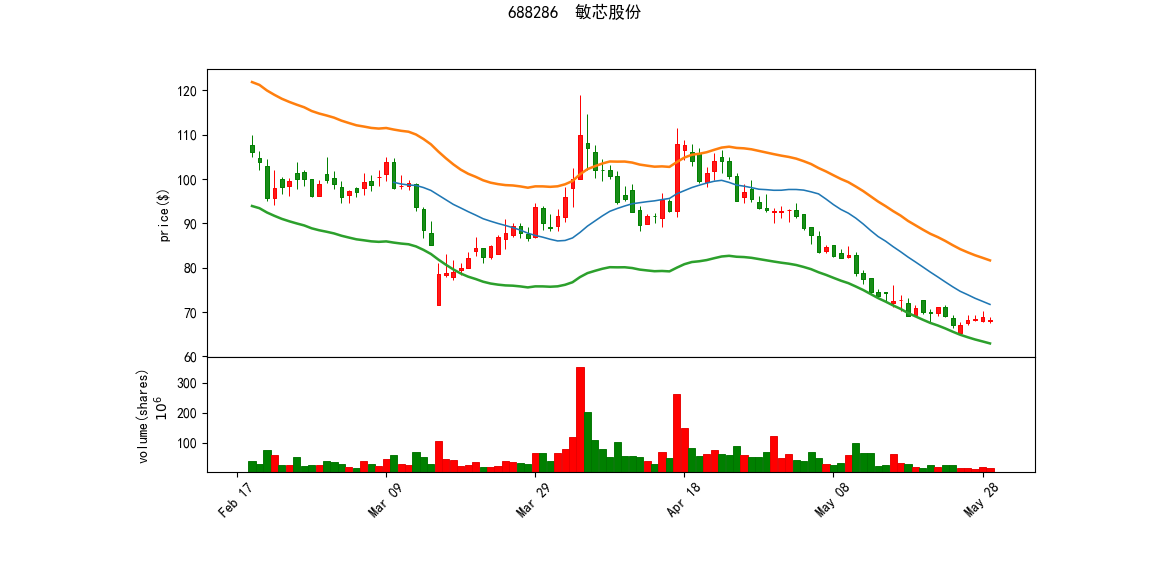 688286 敏芯股份
price($)
120
110
100
90
80
70
60
volume(shares)
10^6
300
200
100
Feb 17
Mar 09
Mar 29
Apr 18
May 08
May 28